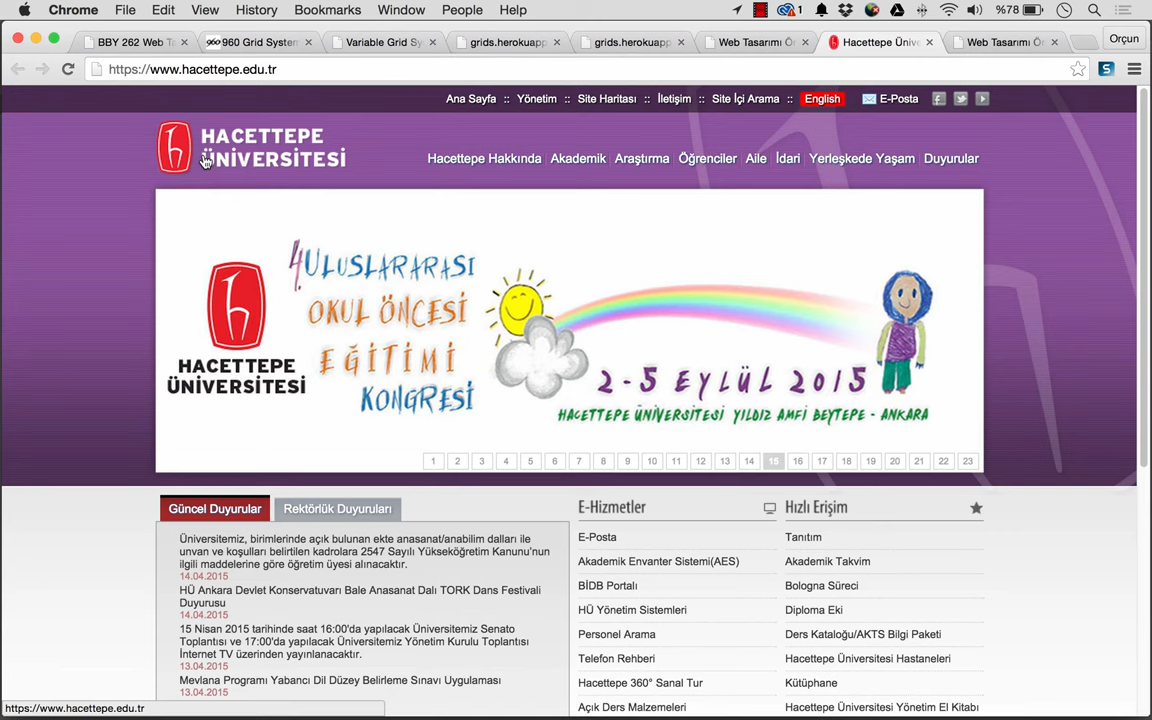 Chrome File Edit View History Bookmarks Window People Help 1 %78
BBY 262 Web Ta 960 Grid System Variable Grid Sy grids.herokuapp grids.herokuapp Web Tasarımı Ör Hacettepe Ünive Web Tasarımı Ör Orçun
https://www.hacettepe.edu.tr
Ana Sayfa :: Yönetim :: Site Haritası :: İletişim :: Site İçi Arama :: English E-Posta
HACETTEPE
ÜNİVERSİTESİ
Hacettepe Hakkında Akademik Araştırma Öğrenciler Aile İdari Yerleşkede Yaşam Duyurular
4.ULUSLARARASI
OKUL ÖNCESİ
EĞİTİMİ
KONGRESİ
HACETTEPE
ÜNİVERSİTESİ
2-5 EYLÜL 2015
HACETTEPE ÜNİVERSİTESİ YILDIZ AMFİ BEYTEPE - ANKARA
1 2 3 4 5 6 7 8 9 10 11 12 13 14 15 16 17 18 19 20 21 22 23
Güncel Duyurular Rektörlük Duyuruları
Üniversitemiz, birimlerinde açık bulunan ekte anasanat/anabilim dalları ile
unvan ve koşulları belirtilen kadrolara 2547 Sayılı Yükseköğretim Kanunu'nun
ilgili maddelerine göre öğretim üyesi alınacaktır.
14.04.2015
HÜ Ankara Devlet Konservatuvarı Bale Anasanat Dalı TORK Dans Festivali
Duyurusu
14.04.2015
15 Nisan 2015 tarihinde saat 16:00'da yapılacak Üniversitemiz Senato
Toplantısı ve 17:00'da yapılacak Üniversitemiz Yönetim Kurulu Toplantısı
İnternet TV üzerinden yayınlanacaktır.
13.04.2015
Mevlana Programı Yabancı Dil Düzey Belirleme Sınavı Uygulaması
13.04.2015
E-Hizmetler
E-Posta
Akademik Envanter Sistemi(AES)
BİDB Portalı
HÜ Yönetim Sistemleri
Personel Arama
Telefon Rehberi
Hacettepe 360° Sanal Tur
Açık Ders Malzemeleri
Hızlı Erişim
Tanıtım
Akademik Takvim
Bologna Süreci
Diploma Eki
Ders Kataloğu/AKTS Bilgi Paketi
Hacettepe Üniversitesi Hastaneleri
Kütüphane
Hacettepe Üniversitesi Yönetim El Kitabı
https://www.hacettepe.edu.tr